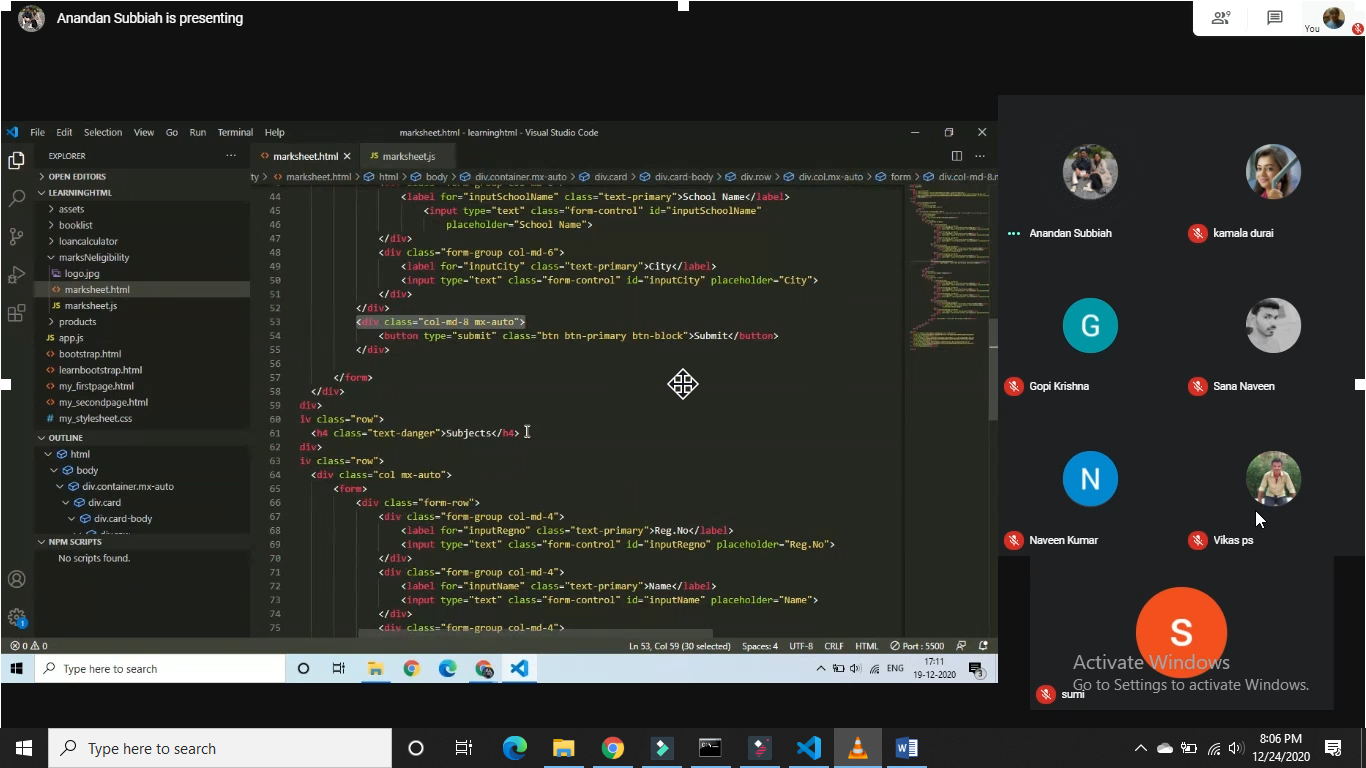 Anandan Subbiah is presenting
9
You
File Edit Selection View Go Run Terminal Help
marksheet.html - learninghtml - Visual Studio Code
EXPLORER
OPEN EDITORS
LEARNINGHTML
assets
booklist
loancalculator
marksNeligibility
logo.jpg
marksheet.html
marksheet.js
products
app.js
bootstrap.html
learnbootstrap.html
my_firstpage.html
my_secondpage.html
my_stylesheet.css
OUTLINE
html
body
div.container.mx-auto
div.card
div.card-body
NPM SCRIPTS
No scripts found.
marksheet.html
JS marksheet.js
ty > marksheet.html > html > body > div.container.mx-auto > div.card > div.card-body > div.row > div.col.mx-auto > form > div.col-md-8.m
44 <label for="inputSchoolName" class="text-primary">School Name</label>
45 <input type="text" class="form-control" id="inputSchoolName"
46 placeholder="School Name">
47 </div>
48 <div class="form-group col-md-6">
49 <label for="inputCity" class="text-primary">City</label>
50 <input type="text" class="form-control" id="inputCity" placeholder="City">
51 </div>
52 </div>
53 <div class="col-md-8 mx-auto">
54 <button type="submit" class="btn btn-primary btn-block">Submit</button>
55 </div>
56
57 </form>
58 </div>
59 div>
60 iv class="row">
61 <h4 class="text-danger">Subjects</h4>
62 div>
63 iv class="row">
64 <div class="col mx-auto">
65 <form>
66 <div class="form-row">
67 <div class="form-group col-md-4">
68 <label for="inputRegno" class="text-primary">Reg.No</label>
69 <input type="text" class="form-control" id="inputRegno" placeholder="Reg.No">
70 </div>
71 <div class="form-group col-md-4">
72 <label for="inputName" class="text-primary">Name</label>
73 <input type="text" class="form-control" id="inputName" placeholder="Name">
74 </div>
75 <div class="form-group col-md-4">
0 0 Ln 53, Col 59 (30 selected) Spaces: 4 UTF-8 CRLF HTML Port : 5500
Type here to search
ENG
17:11
19-12-2020
3
Anandan Subbiah
kamala durai
G
Gopi Krishna
Sana Naveen
N
Naveen Kumar
Vikas ps
S
sumi
Activate Windows
Go to Settings to activate Windows.
Type here to search
8:06 PM
12/24/2020